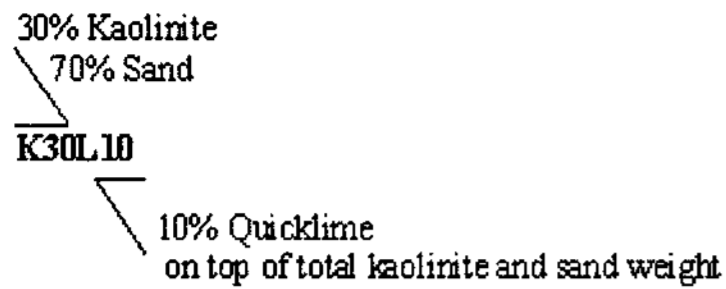 30% Kaolinite
70% Sand
K30L10
10% Quicklime
on top of total kaolinite and sand weight